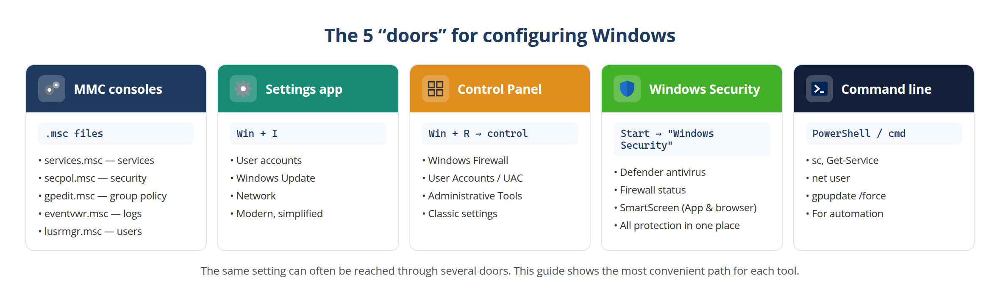 The 5 “doors” for configuring Windows
MMC consoles
.msc files
• services.msc — services
• secpol.msc — security
• gpedit.msc — group policy
• eventvwr.msc — logs
• lusrmgr.msc — users
Settings app
Win + I
• User accounts
• Windows Update
• Network
• Modern, simplified
Control Panel
Win + R → control
• Windows Firewall
• User Accounts / UAC
• Administrative Tools
• Classic settings
Windows Security
Start → "Windows
Security"
• Defender antivirus
• Firewall status
• SmartScreen (App & browser)
• All protection in one place
Command line
PowerShell / cmd
• sc, Get-Service
• net user
• gpupdate /force
• For automation
The same setting can often be reached through several doors. This guide shows the most convenient path for each tool.